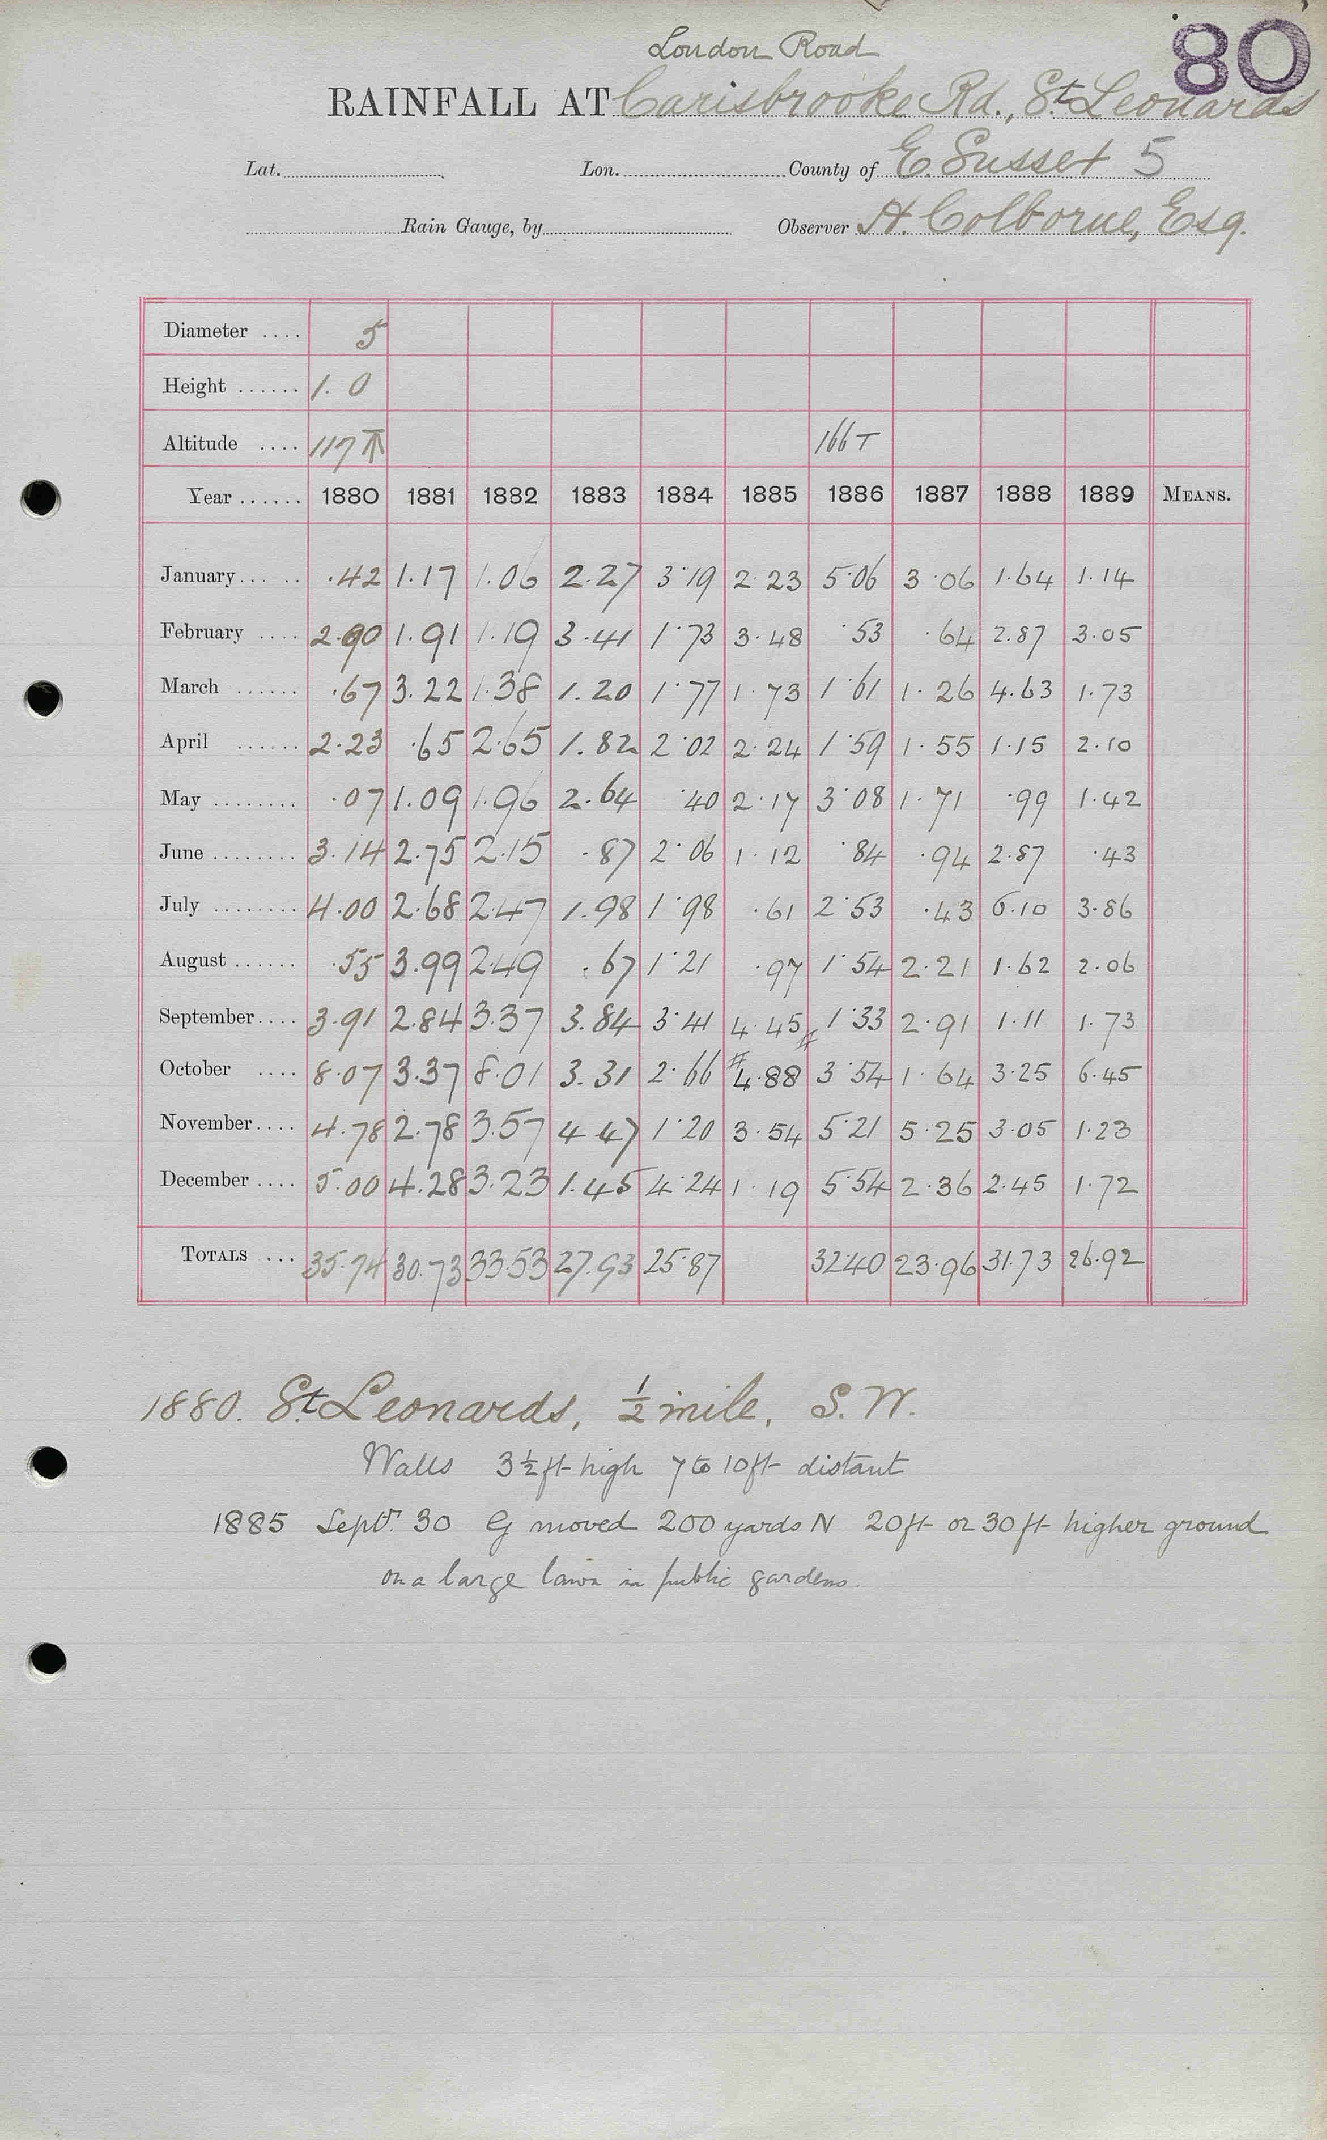 80
London Road
RAINFALL AT Carisbrooke Rd., St. Leonards
Lat. Lon. County of E. Sussex 5
Rain Gauge, by Observer H. Colborne, Esq.
Diameter .... 5
Height ...... 1. 0
Altitude .... 117 166 T
Year ...... 1880 1881 1882 1883 1884 1885 1886 1887 1888 1889 MEANS.
January... .. .42 1.17 1.06 2.27 3.19 2.23 5.06 3.06 1.64 1.14
February .... 2.90 1.91 1.19 3.41 1.73 3.48 .53 .64 2.87 3.05
March ...... .67 3.22 1.38 1.20 1.77 1.73 1.61 1.26 4.63 1.73
April ...... 2.23 .65 2.65 1.82 2.02 2.24 1.59 1.55 1.15 2.10
May ........ .07 1.09 1.96 2.64 .40 2.17 3.08 1.71 .99 1.42
June ........ 3.14 2.75 2.15 .87 2.06 1.12 .84 .94 2.87 .43
July ........ 4.00 2.68 2.47 1.98 1.98 .61 2.53 .43 6.10 3.86
August ...... .55 3.99 2.49 .67 1.21 .97 1.54 2.21 1.62 2.06
September.... 3.91 2.84 3.37 3.84 3.41 4.45 1.33 2.91 1.11 1.73
October .... 8.07 3.37 8.01 3.31 2.66 4.88 3.54 1.64 3.25 6.45
November.... 4.78 2.78 3.57 4.47 1.20 3.54 5.21 5.25 3.05 1.23
December .... 5.00 4.28 3.23 1.45 4.24 1.19 5.54 2.36 2.45 1.72
TOTALS ... 35.74 30.73 33.53 27.93 25.87 32.40 23.96 31.73 26.92
1880. St. Leonards, ½ mile, S.W.
Walls 3½ ft high 7 to 10 ft distant
1885 Septr. 30 G moved 200 yards N 20 ft or 30 ft higher ground
on a large lawn in public gardens.